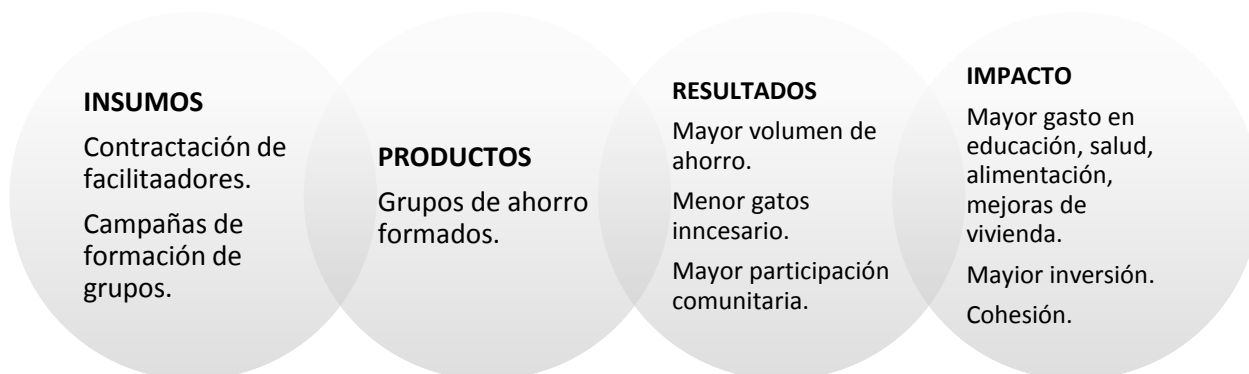 INSUMOS
Contractación de
facilitaadores.
Campañas de
formación de
grupos.
PRODUCTOS
Grupos de ahorro
formados.
RESULTADOS
Mayor volumen de
ahorro.
Menor gatos
inncesario.
Mayor participación
comunitaria.
IMPACTO
Mayor gasto en
educación, salud,
alimentación,
mejoras de
vivienda.
Mayior inversión.
Cohesión.